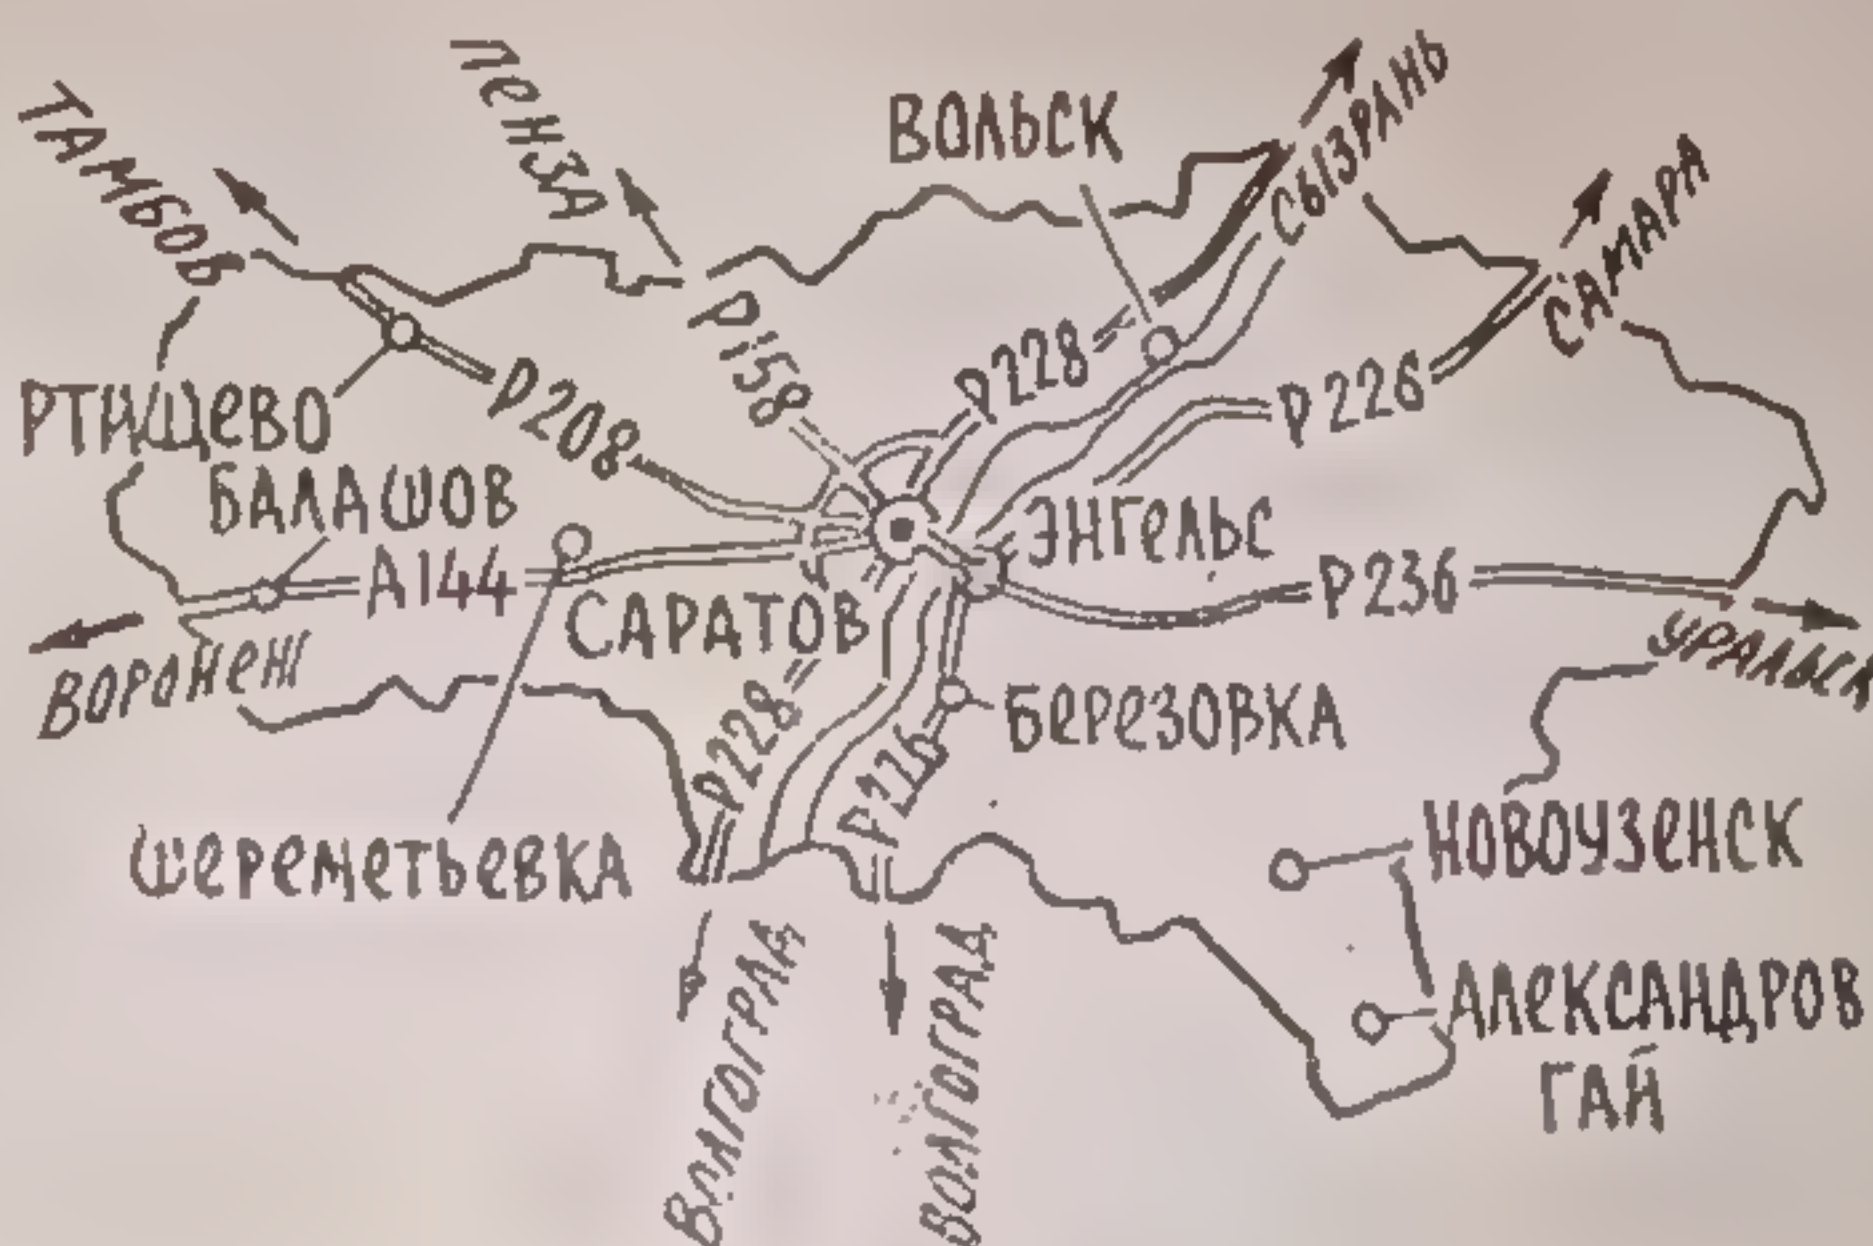 ТАМБОВ
ПЕНЗА
ВОЛЬСК
СЫЗРАНЬ
САМАРА
РТИЩЕВО
Р208
Р158
Р228
Р226
БАЛАШОВ
А144
САРАТОВ
ЭНГЕЛЬС
Р236
ВОРОНЕЖ
УРАЛЬСК
Р228
Р226
БЕРЕЗОВКА
ШЕРЕМЕТЬЕВКА
НОВОУЗЕНСК
АЛЕКСАНДРОВ
ГАЙ
ВОЛГОГРАД
ВОЛГОГРАД